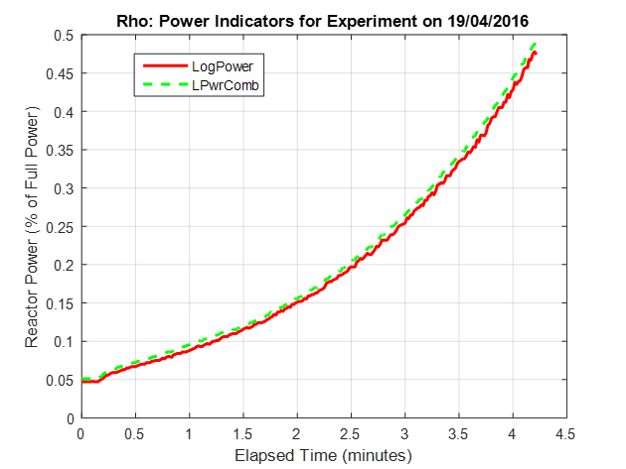 Rho: Power Indicators for Experiment on 19/04/2016
0.5
0.45
0.4
0.35
0.3
0.25
0.2
0.15
0.1
0.05
0
Reactor Power (% of Full Power)
LogPower
LPwrComb
0 0.5 1 1.5 2 2.5 3 3.5 4 4.5
Elapsed Time (minutes)